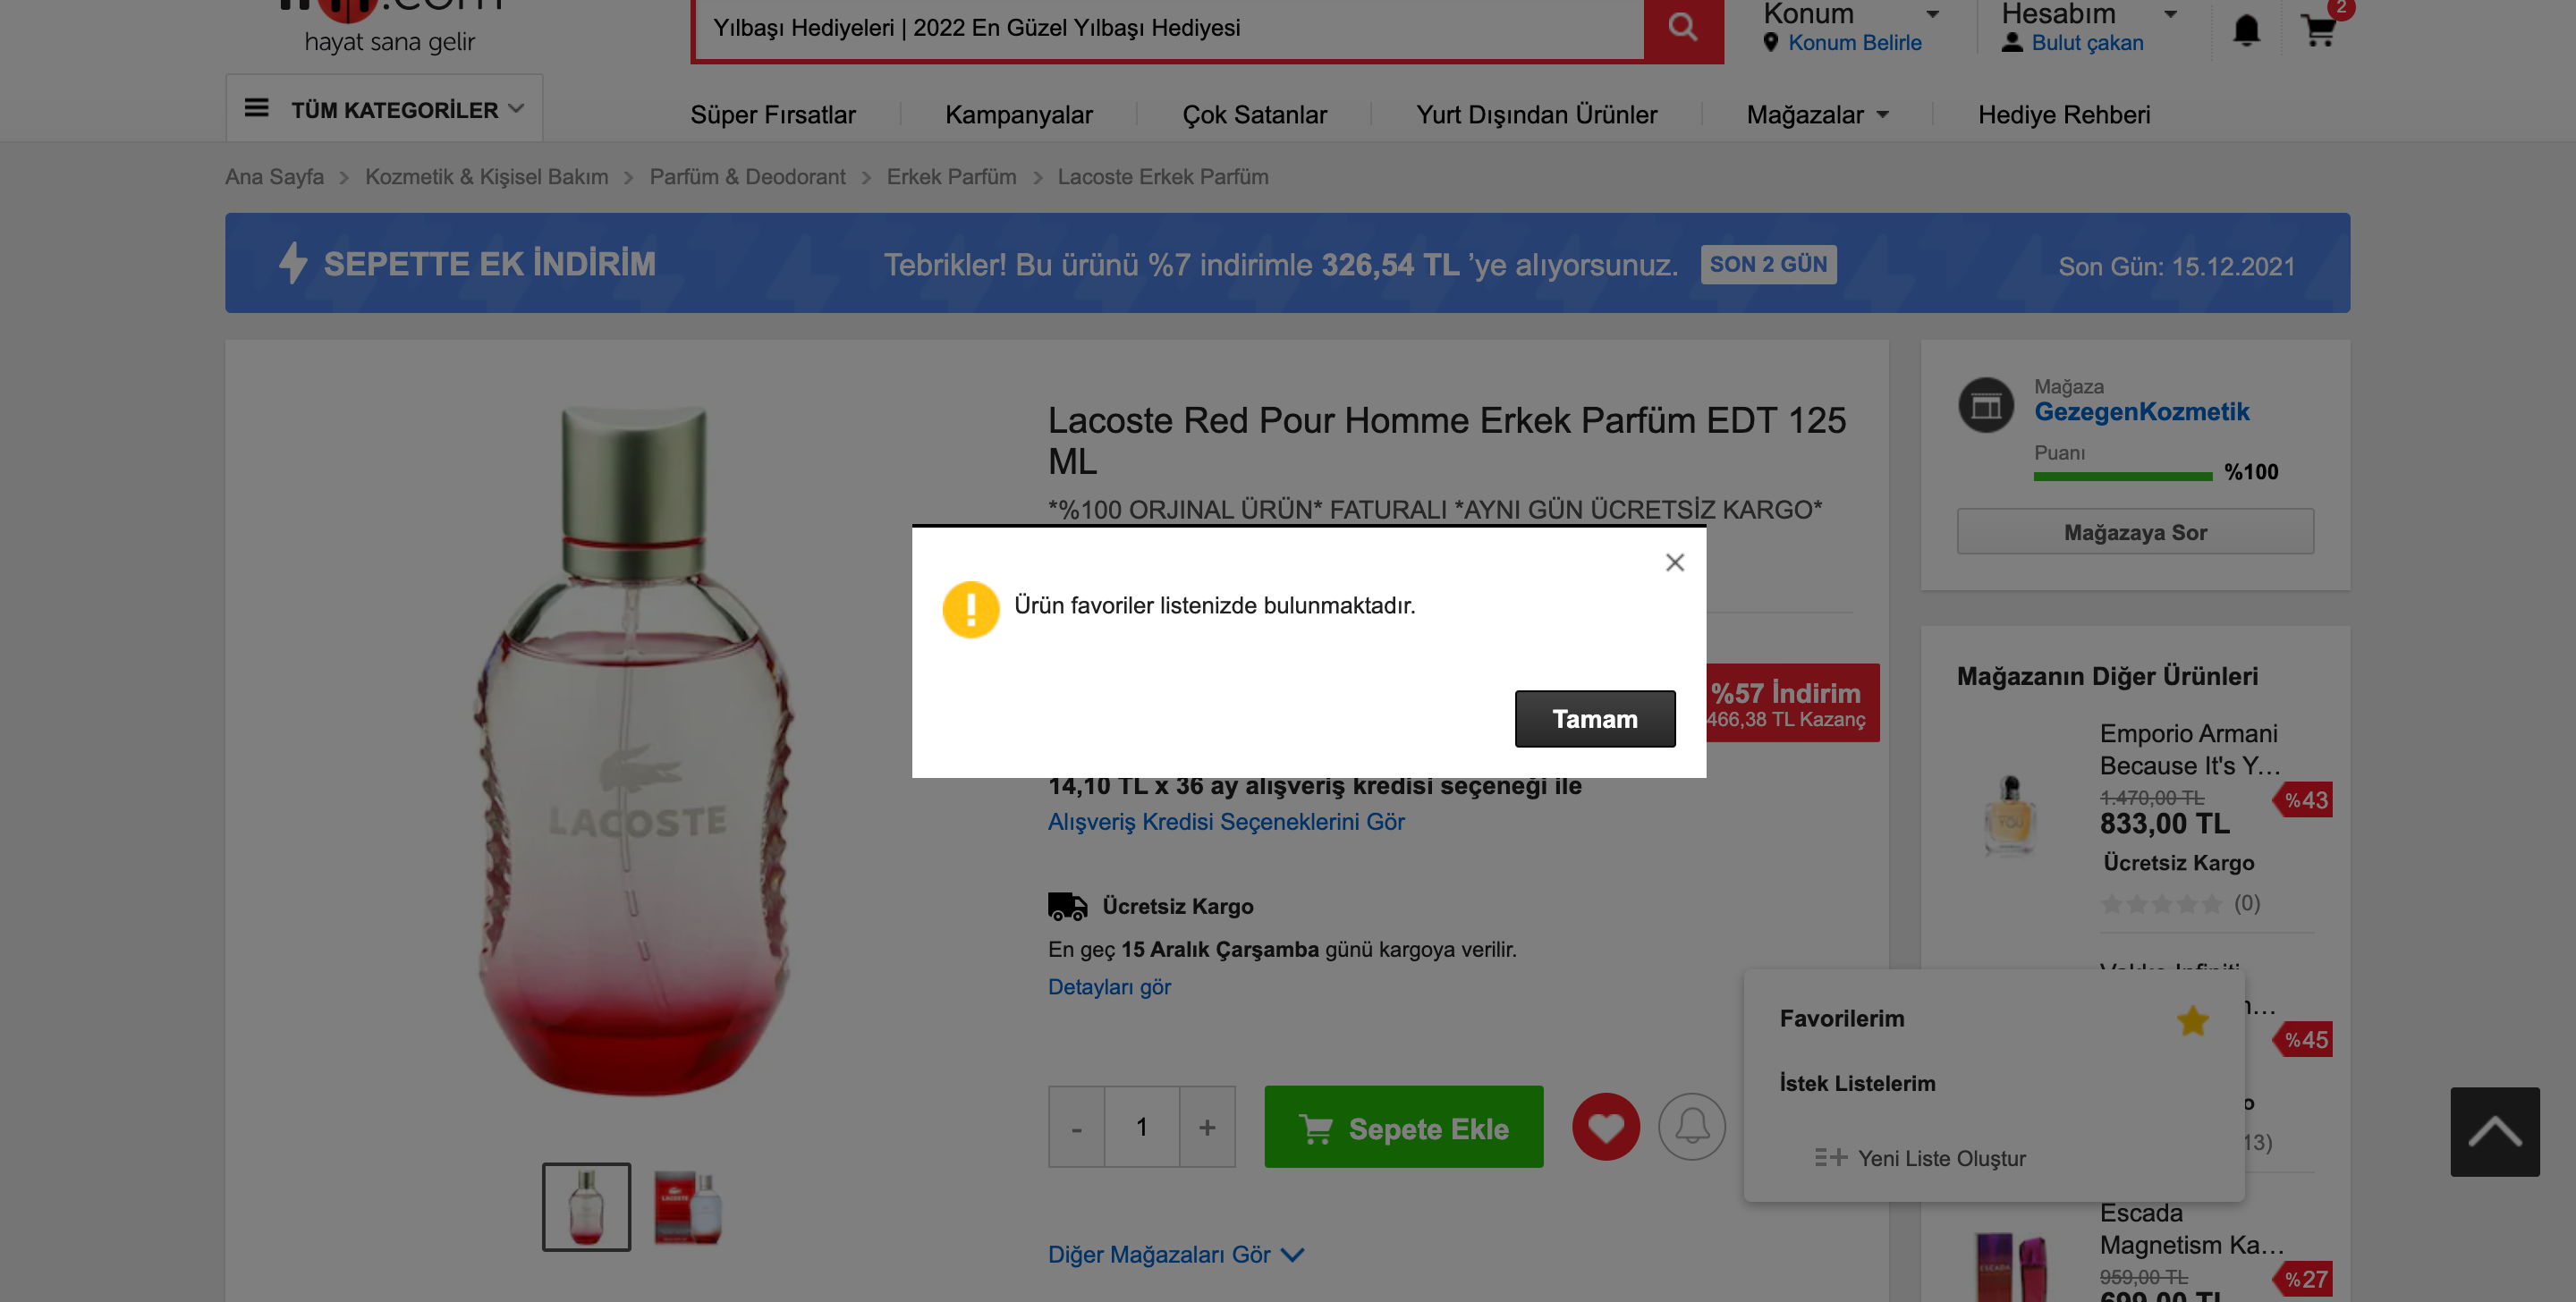 .com
hayat sana gelir
Yılbaşı Hediyeleri | 2022 En Güzel Yılbaşı Hediyesi
Konum
Konum Belirle
Hesabım
Bulut çakan
2
TÜM KATEGORİLER
Süper Fırsatlar
Kampanyalar
Çok Satanlar
Yurt Dışından Ürünler
Mağazalar
Hediye Rehberi
Ana Sayfa > Kozmetik & Kişisel Bakım > Parfüm & Deodorant > Erkek Parfüm > Lacoste Erkek Parfüm
SEPETTE EK İNDİRİM
Tebrikler! Bu ürünü %7 indirimle 326,54 TL 'ye alıyorsunuz.
SON 2 GÜN
Son Gün: 15.12.2021
LACOSTE
Lacoste Red Pour Homme Erkek Parfüm EDT 125
ML
*%100 ORJINAL ÜRÜN* FATURALI *AYNI GÜN ÜCRETSİZ KARGO*
Ürün favoriler listenizde bulunmaktadır.
Tamam
%57 İndirim
466,38 TL Kazanç
14,10 TL x 36 ay alışveriş kredisi seçeneği ile
Alışveriş Kredisi Seçeneklerini Gör
Ücretsiz Kargo
En geç 15 Aralık Çarşamba günü kargoya verilir.
Detayları gör
- 1 +
Sepete Ekle
Diğer Mağazaları Gör
Favorilerim
İstek Listelerim
Yeni Liste Oluştur
Mağaza
GezegenKozmetik
Puanı
%100
Mağazaya Sor
Mağazanın Diğer Ürünleri
Emporio Armani
Because It's Y...
1.470,00 TL
833,00 TL
%43
Ücretsiz Kargo
(0)
%45
13)
Escada
Magnetism Ka...
959,00 TL
699,00 TL
%27